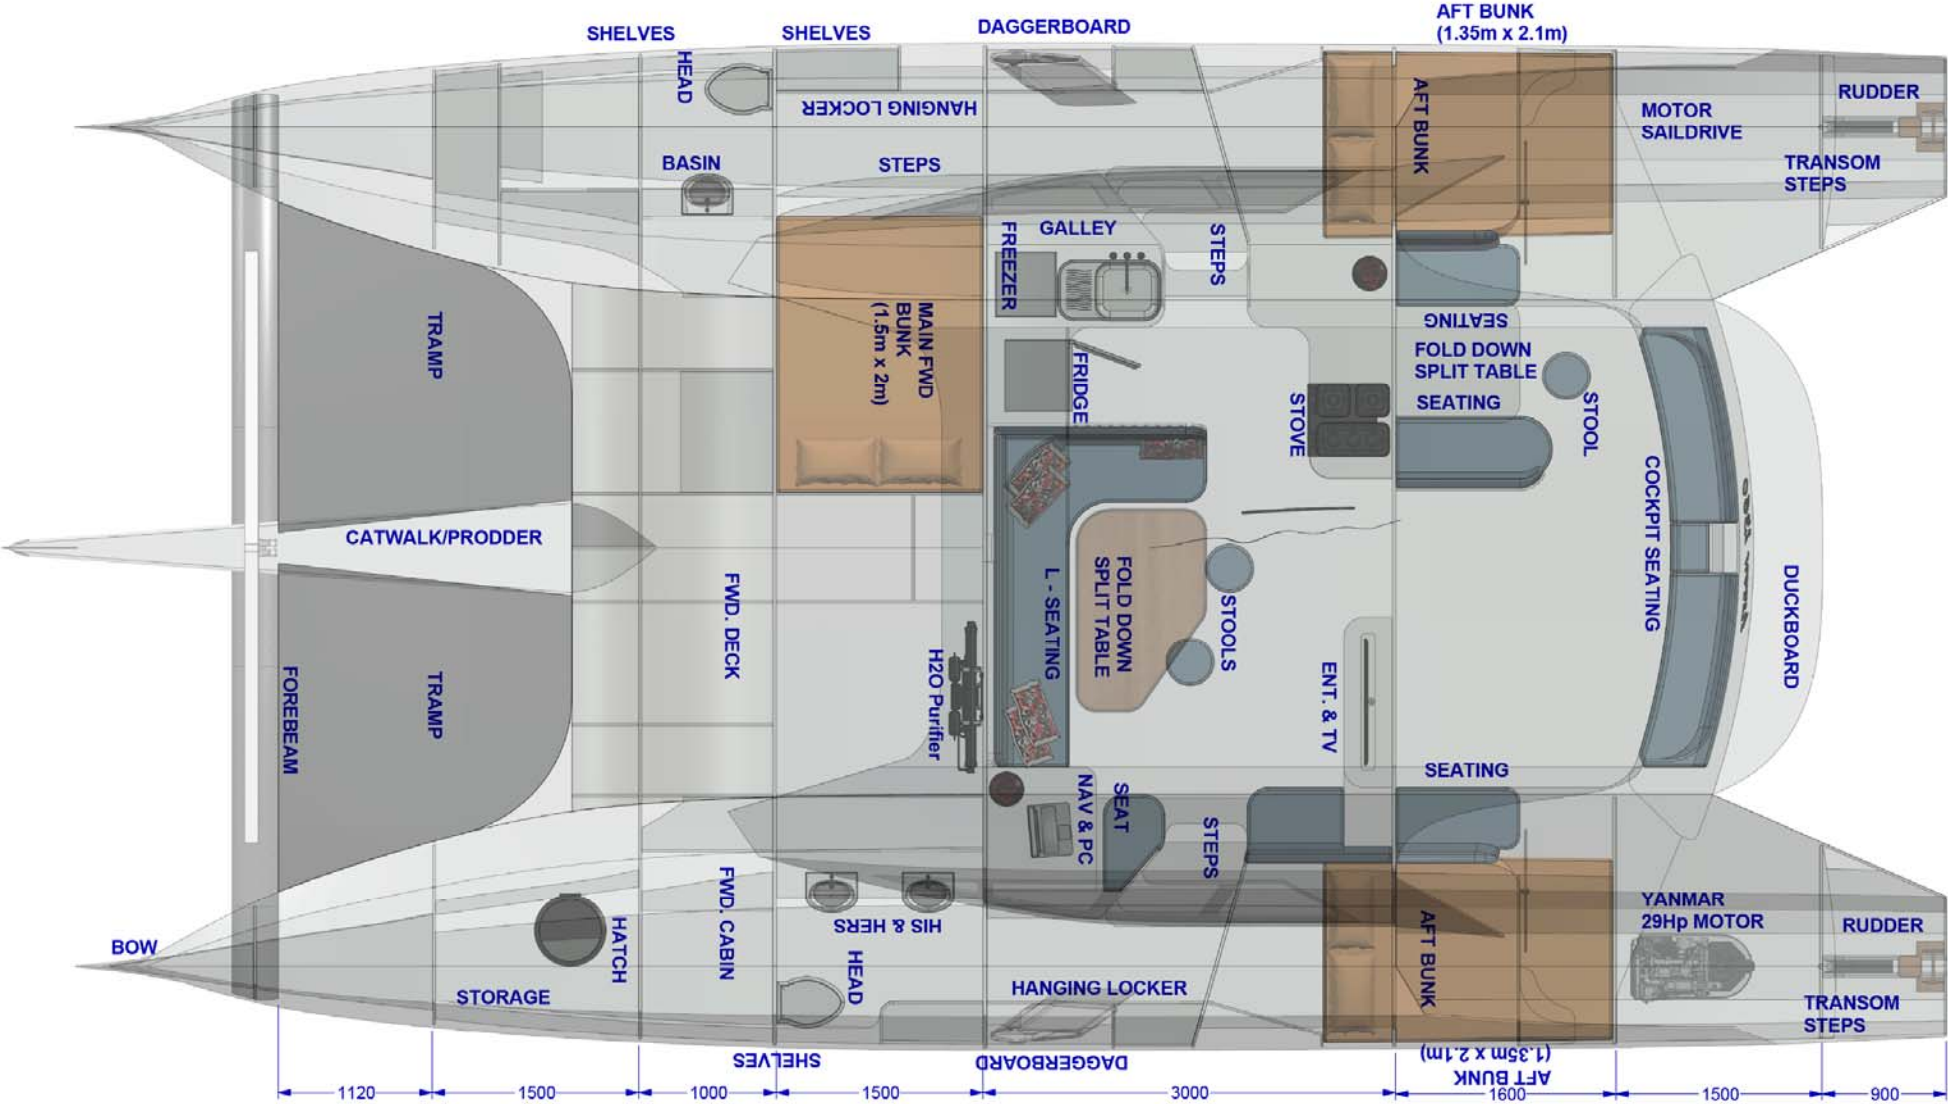 SHELVES
SHELVES
DAGGERBOARD
AFT BUNK
(1.35m x 2.1m)
HEAD
HANGING LOCKER
AFT BUNK
MOTOR
SAILDRIVE
RUDDER
BASIN
STEPS
TRANSOM
STEPS
FREEZER
GALLEY
STEPS
TRAMP
MAIN FWD
BUNK
(1.5m x 2m)
FRIDGE
SEATING
FOLD DOWN
SPLIT TABLE
SEATING
STOVE
STOOL
COCKPIT SEATING
CATWALK/PRODDER
FWD. DECK
L - SEATING
FOLD DOWN
SPLIT TABLE
STOOLS
DUCKBOARD
FOREBEAM
TRAMP
H2O Purifier
ENT. & TV
SEATING
NAV & PC
SEAT
STEPS
BOW
HATCH
FWD. CABIN
HIS & HERS
AFT BUNK
YANMAR
29Hp MOTOR
RUDDER
STORAGE
HEAD
HANGING LOCKER
TRANSOM
STEPS
SHELVES
DAGGERBOARD
AFT BUNK
(1.35m x 2.1m)
1120
1500
1000
1500
3000
1600
1500
900